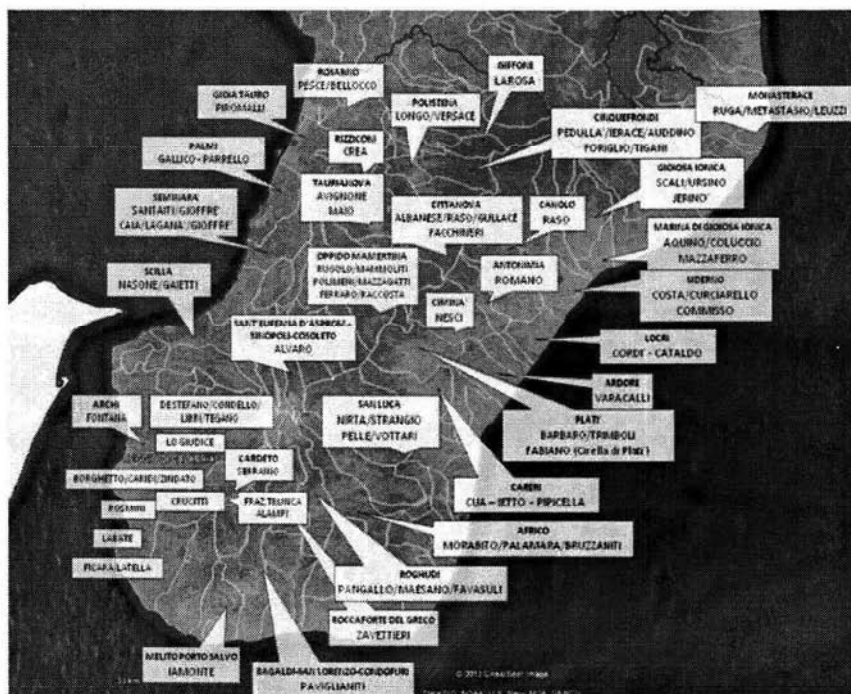 ROSARNO
PESCE/BELLOCCO
GIFFONE
LAROSA
GIOIA TAURO
PIROMALLI
POLISTENA
LONGO/VERSACE
MONASTERACE
RUGA/METASTASIO/LEUZZI
CINQUEFRONDI
PEDULLA'/IERACE/AUDDINO
FORIGLIO/TIGANI
RIZZICONI
CREA
PALMI
GALLICO - PARRELLO
GIOIOSA IONICA
SCALI/URSINO
JERINO'
TAURIANOVA
AVIGNONE
MAIO
CITTANOVA
ALBANESE/RASO/GULLACE
FACCHINERI
CANOLO
RASO
SEMINARA
SANTAITI/GIOFFRE'
CAIA/LAGANA'/GIOFFRE'
MARINA DI GIOIOSA IONICA
AQUINO/COLUCCIO
MAZZAFERRO
OPPIDO MAMERTINA
RUGOLO/MAMMOLITI
POLIMENI/MAZZAGATTI
FERRARO/RACCOSTA
ANTONIMIA
ROMANO
SCILLA
NASONE/GAIETTI
SIDERNO
COSTA/CURCIARELLO
COMMISSO
CIMINA'
NESCI
SANT'EUFEMIA D'ASPROM.-
SINOPOLI-COSOLETO
ALVARO
LOCRI
CORDI' - CATALDO
ARDORE
VARACALLI
ARCHI
FONTANA
DESTEFANO/CONDELLO/
LIBRI/TEGANO
SAN LUCA
NIRTA/STRANGIO
PELLE/VOTTARI
PLATI'
BARBARO/TRIMBOLI
FABIANO (Cirella di Plati')
LO GIUDICE
CARDETO
SERRAINO
BORGHETTO/CARIDI/ZINDATO
CARERI
CUA - IETTO - PIPICELLA
ROSMINI
CRUCITTI
FRAZ.TRUNCA
ALAMPI
AFRICO
MORABITO/PALAMARA/BRUZZANITI
LABATE
FICARA/LATELLA
ROGHUDI
PANGALLO/MAESANO/FAVASULI
ROCCAFORTE DEL GRECO
ZAVETTIERI
MELITO PORTO SALVO
IAMONTE
BAGALDI-SAN LORENZO-CONDOFURI
PAVIGLIANITI